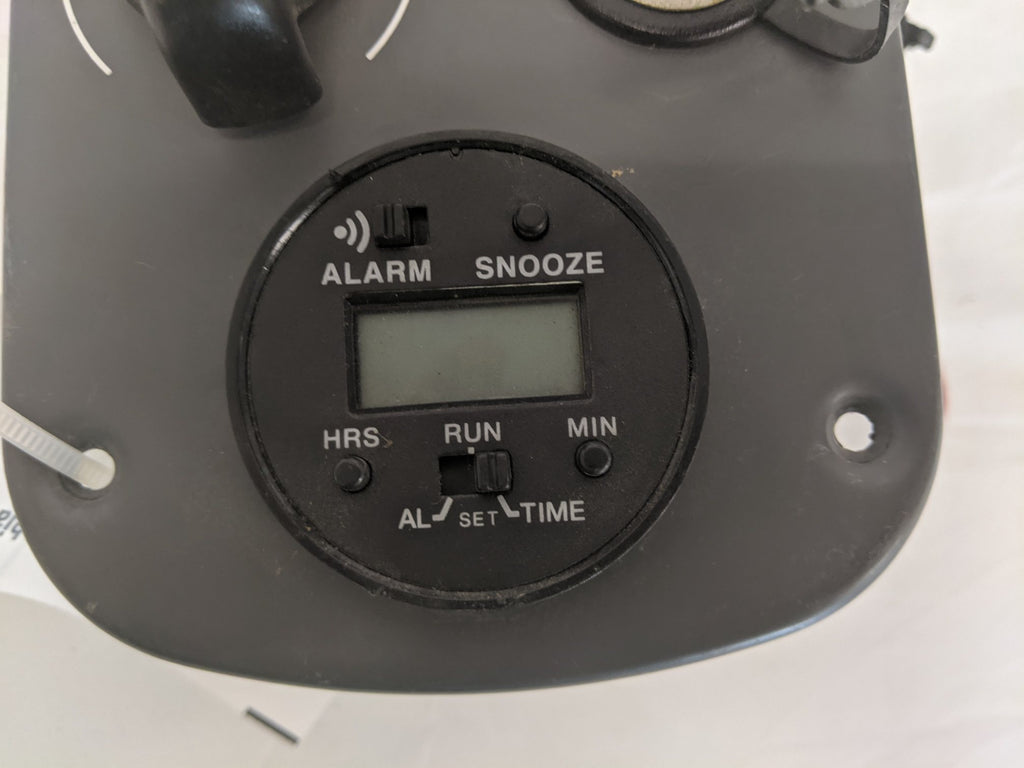 ALARM SNOOZE
HRS RUN MIN
AL SET TIME